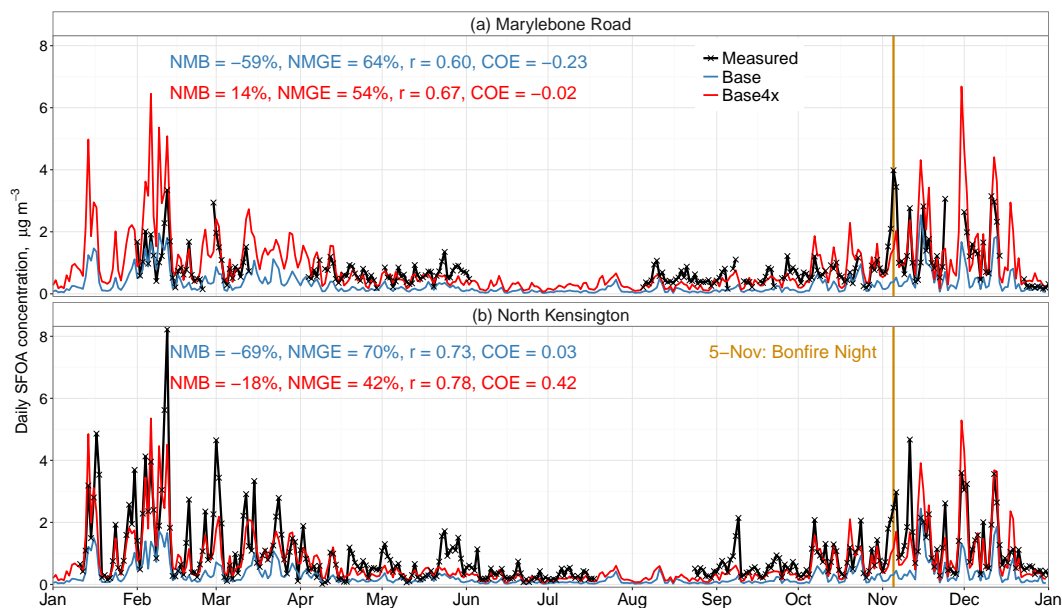 (a) Marylebone Road
8
6
4
2
0
NMB = −59%, NMGE = 64%, r = 0.60, COE = −0.23
NMB = 14%, NMGE = 54%, r = 0.67, COE = −0.02
Measured
Base
Base4x
Daily SFOA concentration, µg m⁻³
(b) North Kensington
8
6
4
2
0
NMB = −69%, NMGE = 70%, r = 0.73, COE = 0.03
NMB = −18%, NMGE = 42%, r = 0.78, COE = 0.42
5−Nov: Bonfire Night
Jan Feb Mar Apr May Jun Jul Aug Sep Oct Nov Dec Jan